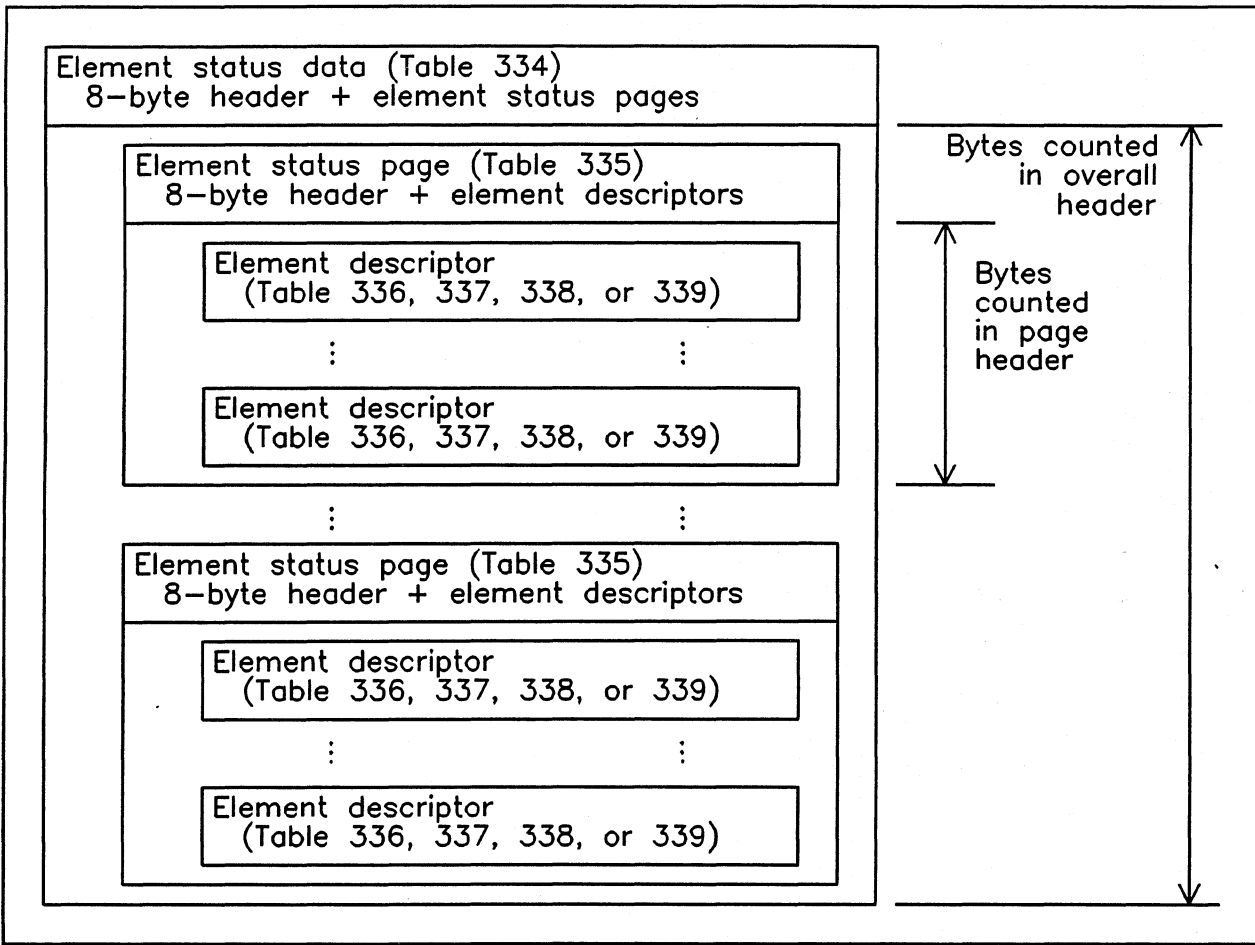 Element status data (Table 334)
8-byte header + element status pages
Bytes counted
in overall
header
Element status page (Table 335)
8-byte header + element descriptors
Element descriptor
(Table 336, 337, 338, or 339)
Bytes
counted
in page
header
Element descriptor
(Table 336, 337, 338, or 339)
Element status page (Table 335)
8-byte header + element descriptors
Element descriptor
(Table 336, 337, 338, or 339)
Element descriptor
(Table 336, 337, 338, or 339)